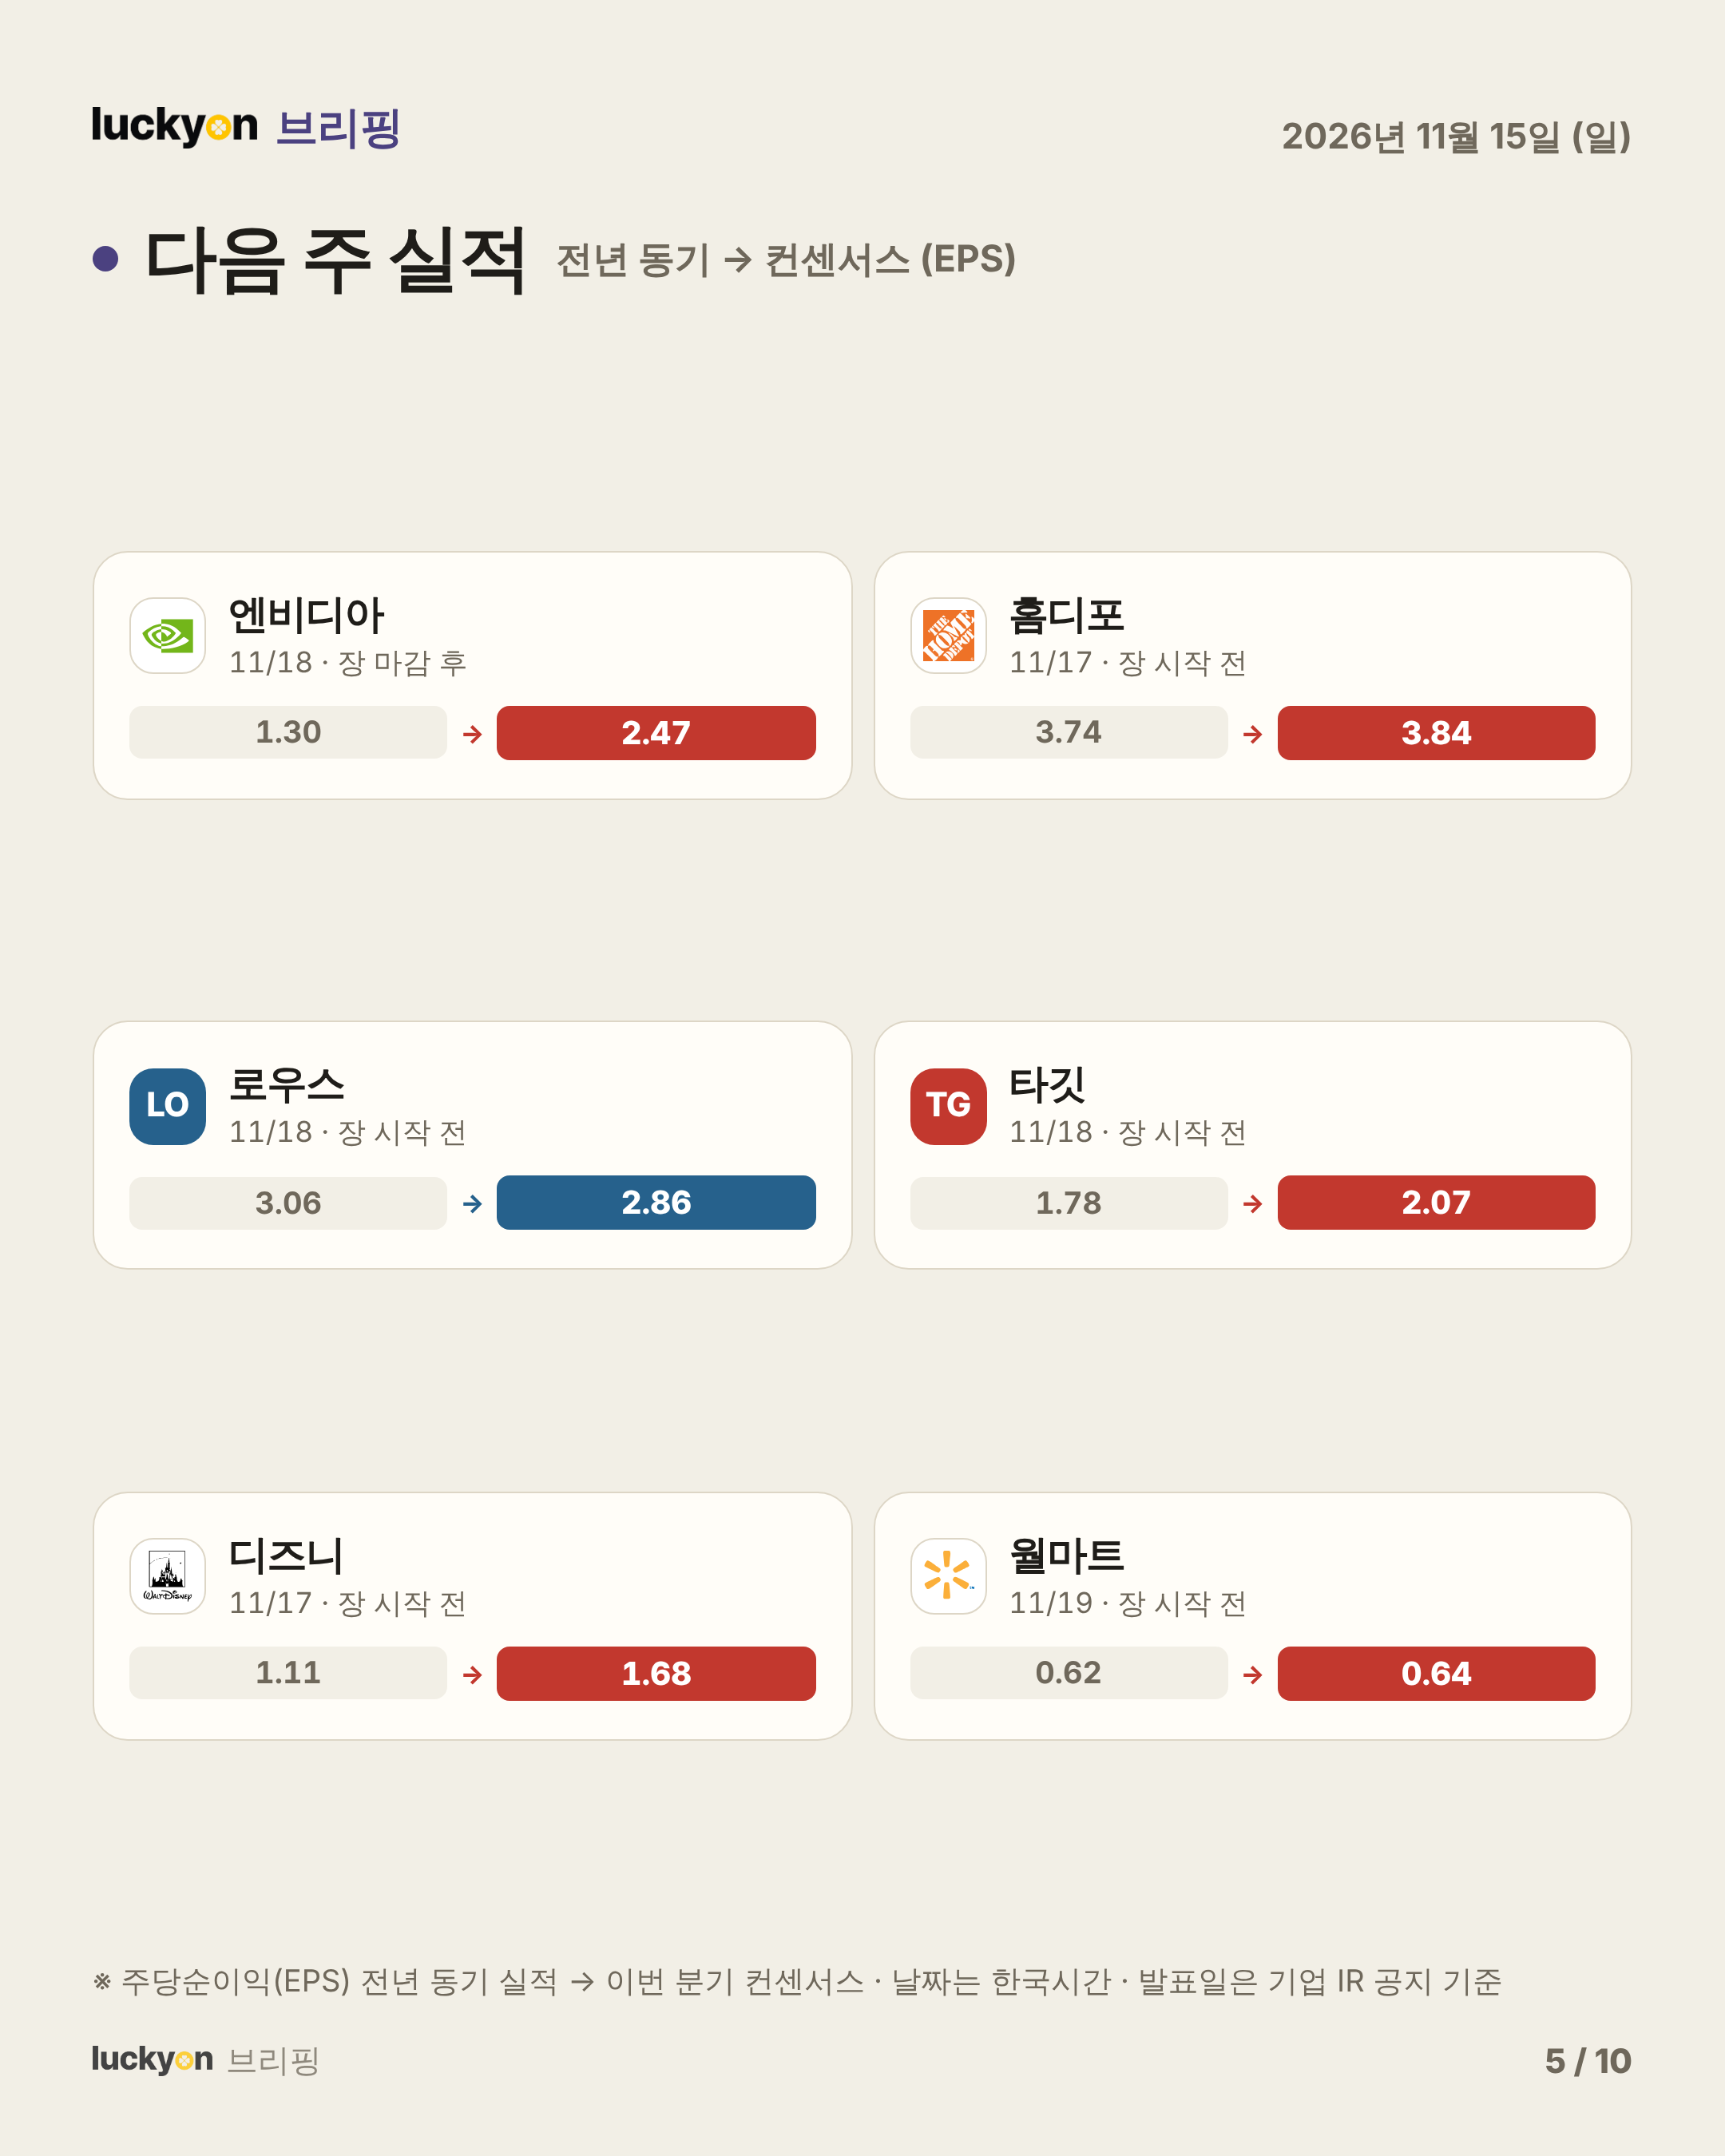 luckyon 브리핑
2026년 11월 15일 (일)
다음 주 실적 전년 동기 → 컨센서스 (EPS)
엔비디아
11/18 · 장 마감 후
1.30 → 2.47
THE HOME DEPOT
홈디포
11/17 · 장 시작 전
3.74 → 3.84
LO
로우스
11/18 · 장 시작 전
3.06 → 2.86
TG
타깃
11/18 · 장 시작 전
1.78 → 2.07
WALT DISNEY
디즈니
11/17 · 장 시작 전
1.11 → 1.68
월마트
11/19 · 장 시작 전
0.62 → 0.64
※ 주당순이익(EPS) 전년 동기 실적 → 이번 분기 컨센서스 · 날짜는 한국시간 · 발표일은 기업 IR 공지 기준
luckyon 브리핑
5 / 10